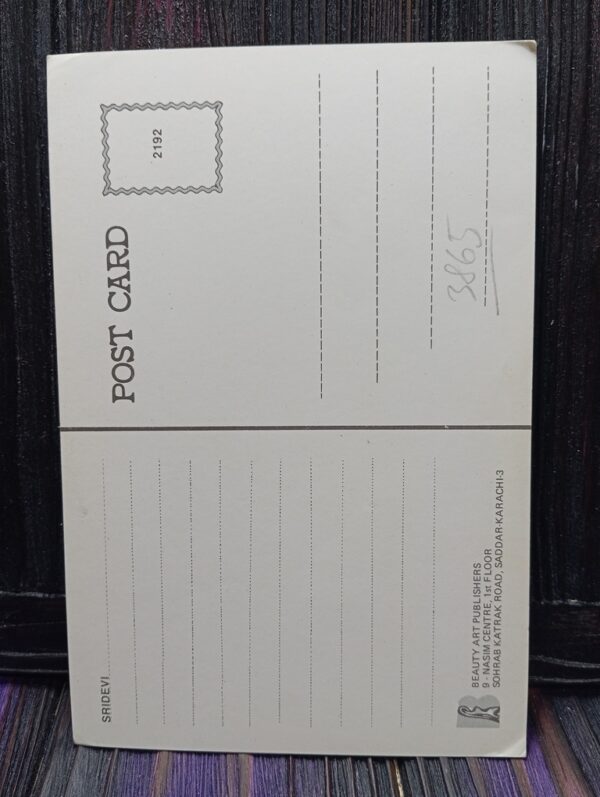 SRIDEVI
BEAUTY ART PUBLISHERS
9 - NASIM CENTRE, 1st FLOOR
SOHRAB KATRAK ROAD, SADDAR-KARACHI-3
POST CARD
2192
3865